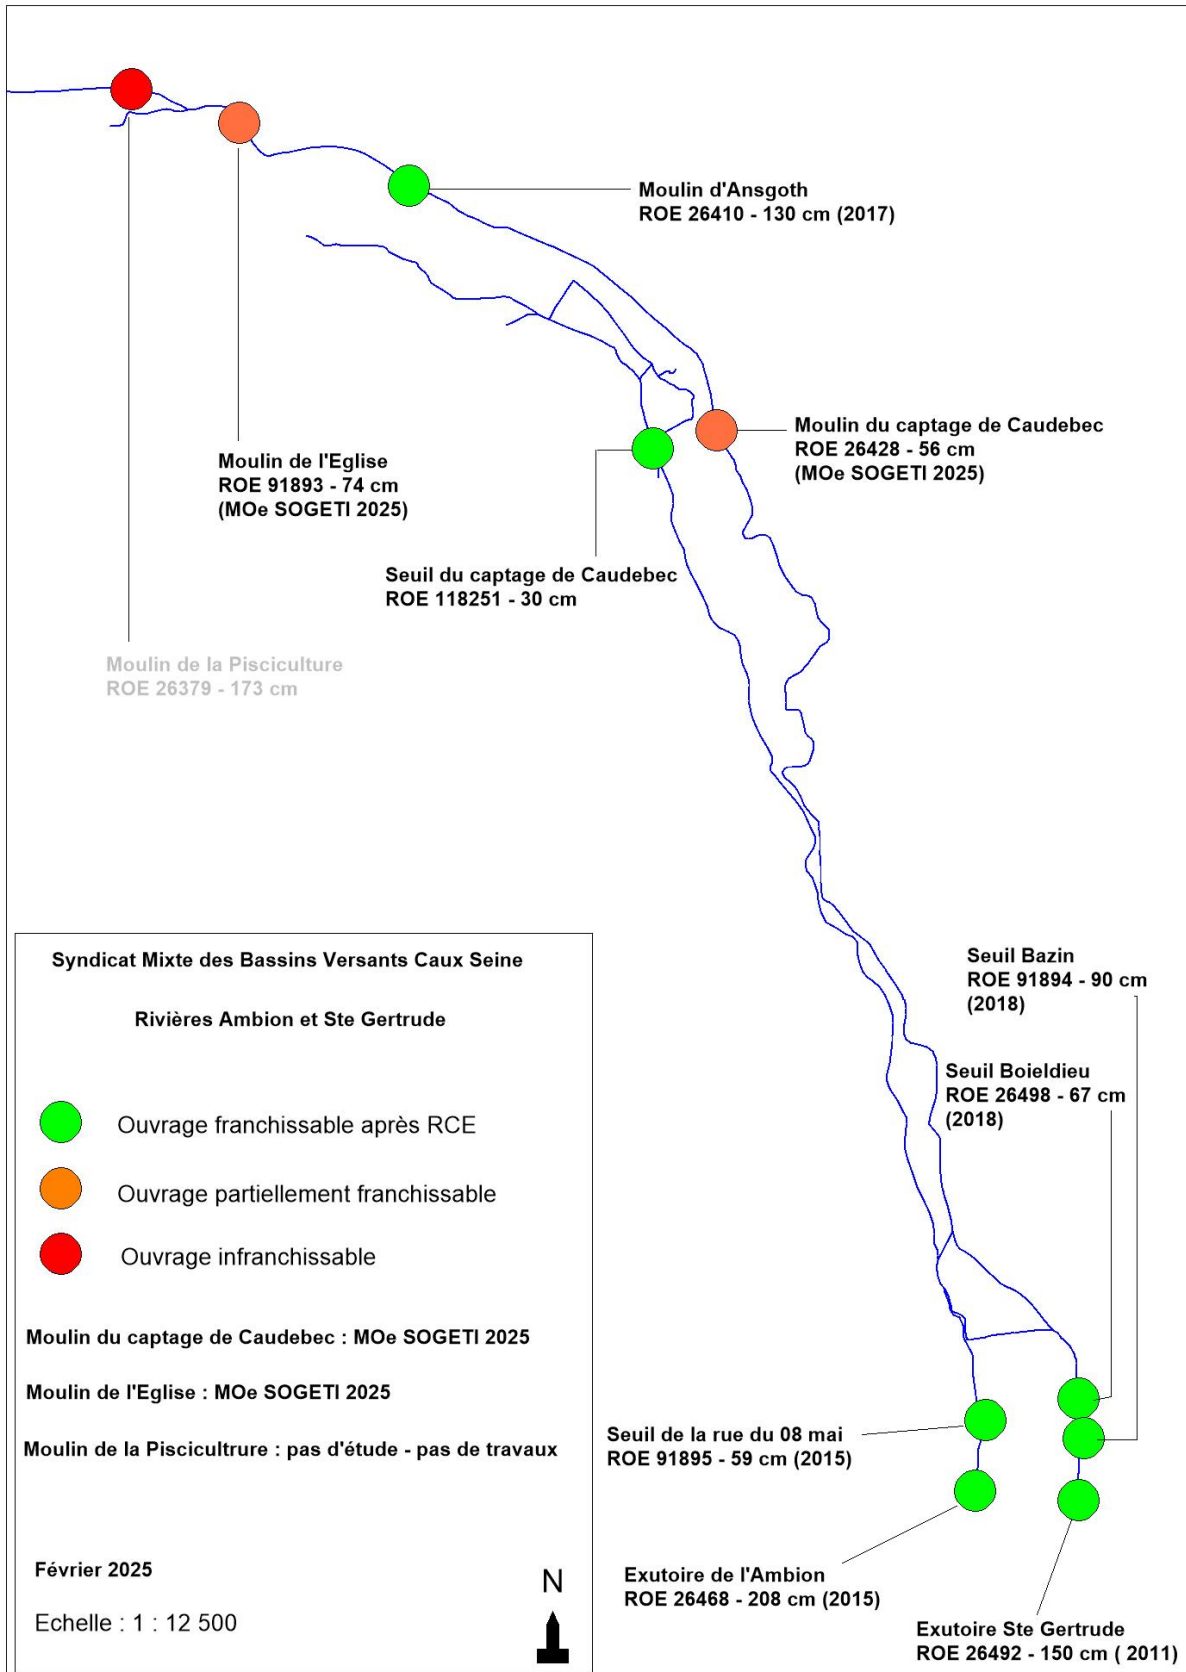 Moulin d'Ansgoth
ROE 26410 - 130 cm (2017)
Moulin du captage de Caudebec
ROE 26428 - 56 cm
(MOe SOGETI 2025)
Moulin de l'Eglise
ROE 91893 - 74 cm
(MOe SOGETI 2025)
Seuil du captage de Caudebec
ROE 118251 - 30 cm
Moulin de la Pisciculture
ROE 26379 - 173 cm
Seuil Bazin
ROE 91894 - 90 cm
(2018)
Seuil Boieldieu
ROE 26498 - 67 cm
(2018)
Seuil de la rue du 08 mai
ROE 91895 - 59 cm (2015)
Exutoire de l'Ambion
ROE 26468 - 208 cm (2015)
Exutoire Ste Gertrude
ROE 26492 - 150 cm ( 2011)
Syndicat Mixte des Bassins Versants Caux Seine
Rivières Ambion et Ste Gertrude
Ouvrage franchissable après RCE
Ouvrage partiellement franchissable
Ouvrage infranchissable
Moulin du captage de Caudebec : MOe SOGETI 2025
Moulin de l'Eglise : MOe SOGETI 2025
Moulin de la Piscicultrure : pas d'étude - pas de travaux
Février 2025
Echelle : 1 : 12 500
N